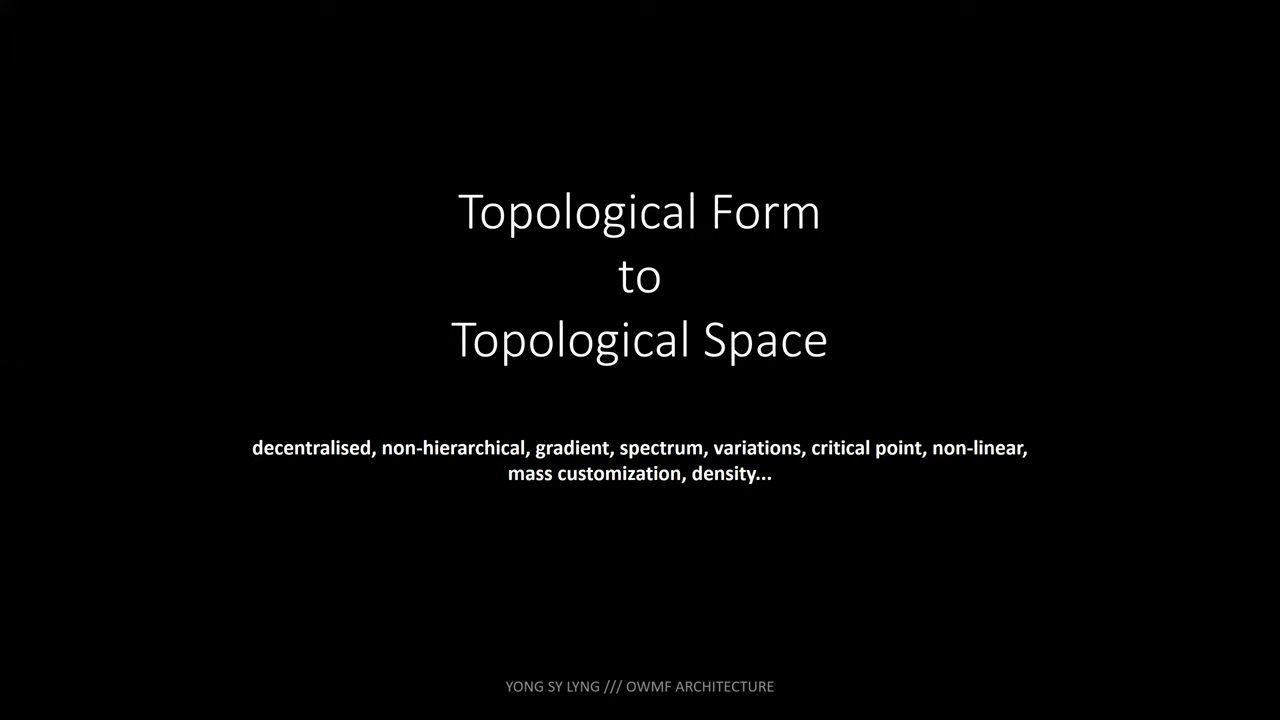 Topological Form
to
Topological Space
decentralised, non-hierarchical, gradient, spectrum, variations, critical point, non-linear,
mass customization, density...
YONG SY LYNG /// OWMF ARCHITECTURE